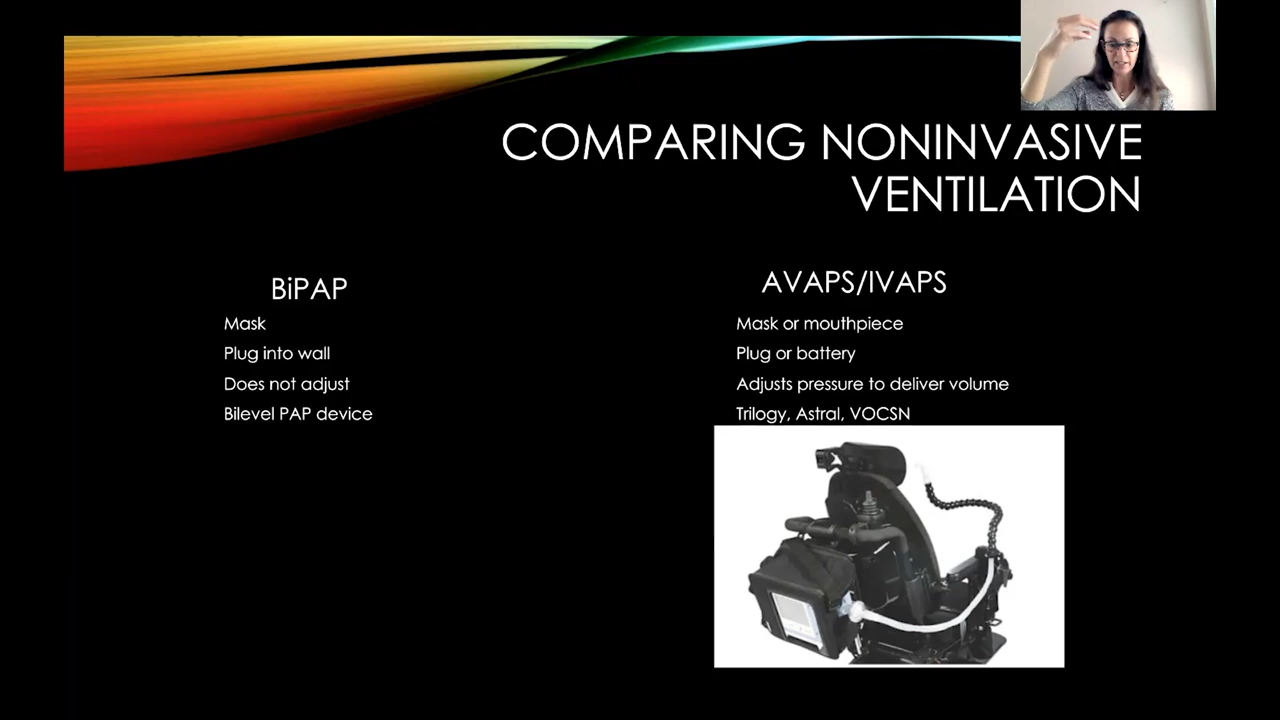 COMPARING NONINVASIVE
VENTILATION
BiPAP
Mask
Plug into wall
Does not adjust
Bilevel PAP device
AVAPS/IVAPS
Mask or mouthpiece
Plug or battery
Adjusts pressure to deliver volume
Trilogy, Astral, VOCSN